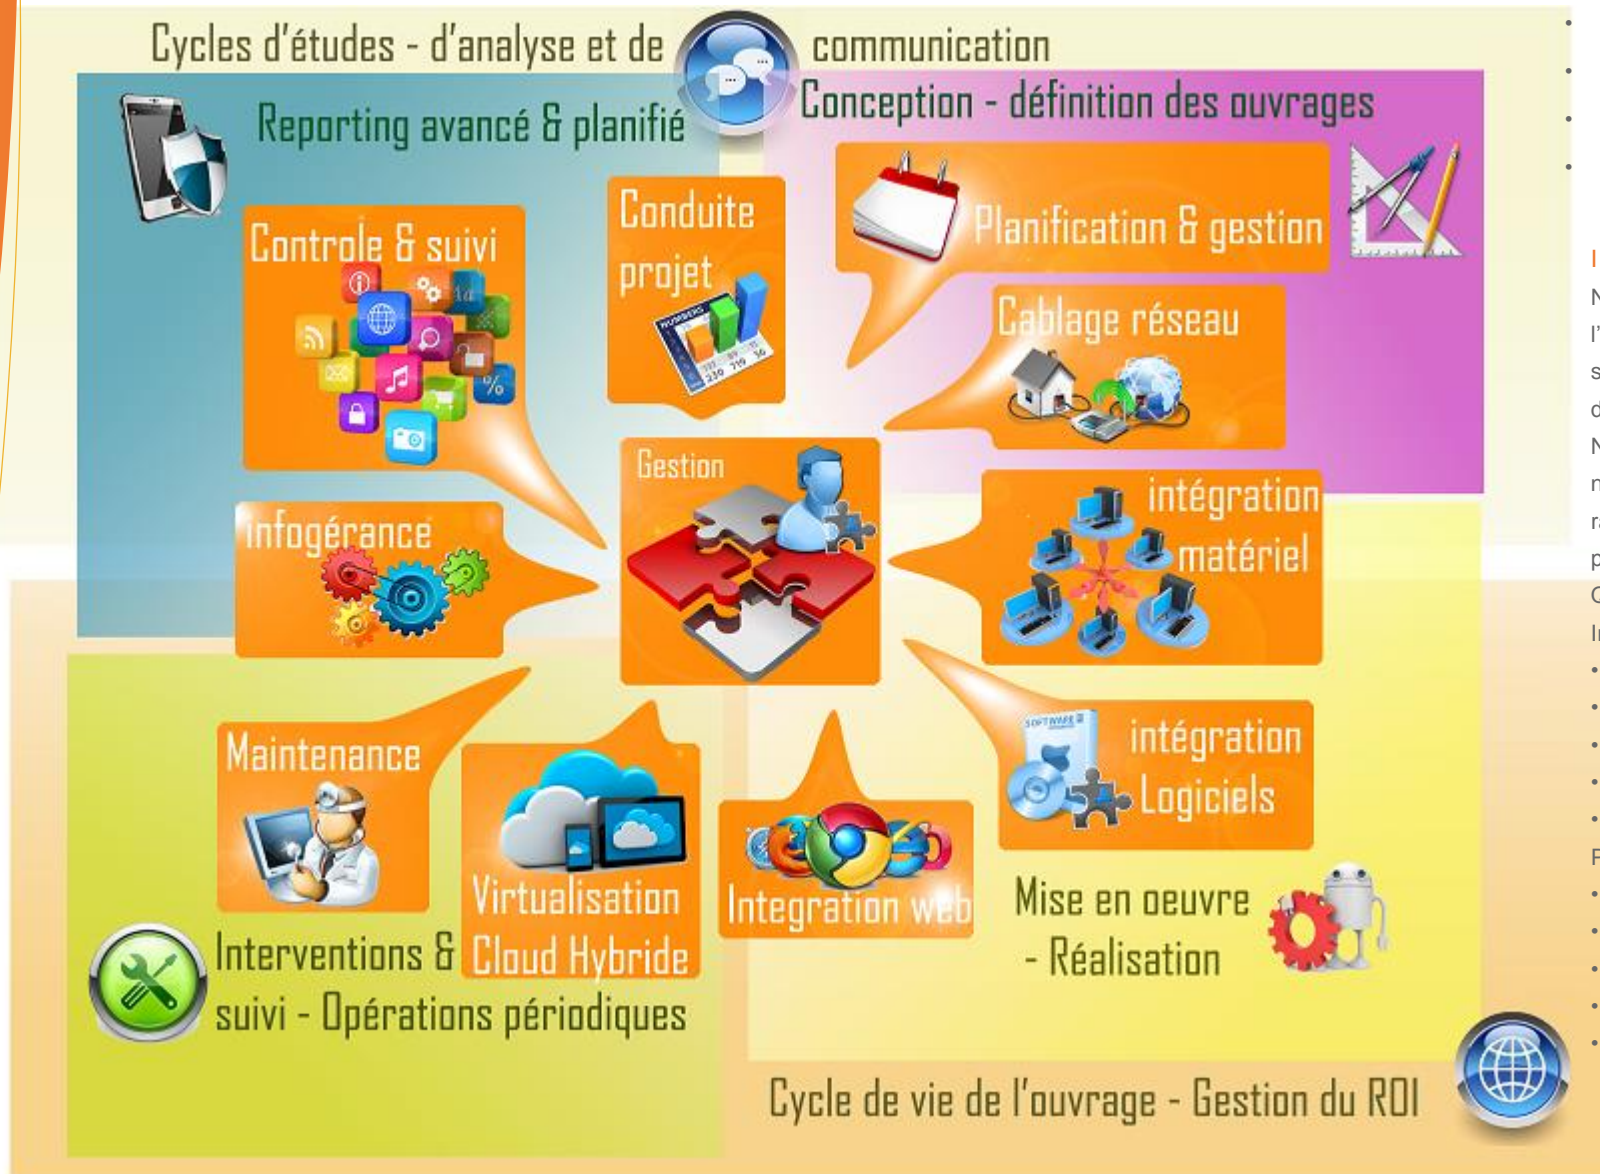 Cycles d'études - d'analyse et de communication
Reporting avancé & planifié
Conception - définition des ouvrages
Controle & suivi
Conduite
projet
NUMBERS
Planification & gestion
Cablage réseau
Gestion
infogérance
intégration
matériel
Maintenance
Virtualisation
Cloud Hybride
Integration web
SOFTWARE
intégration
Logiciels
Mise en oeuvre
- Réalisation
Interventions &
suivi - Opérations périodiques
Cycle de vie de l'ouvrage - Gestion du ROI